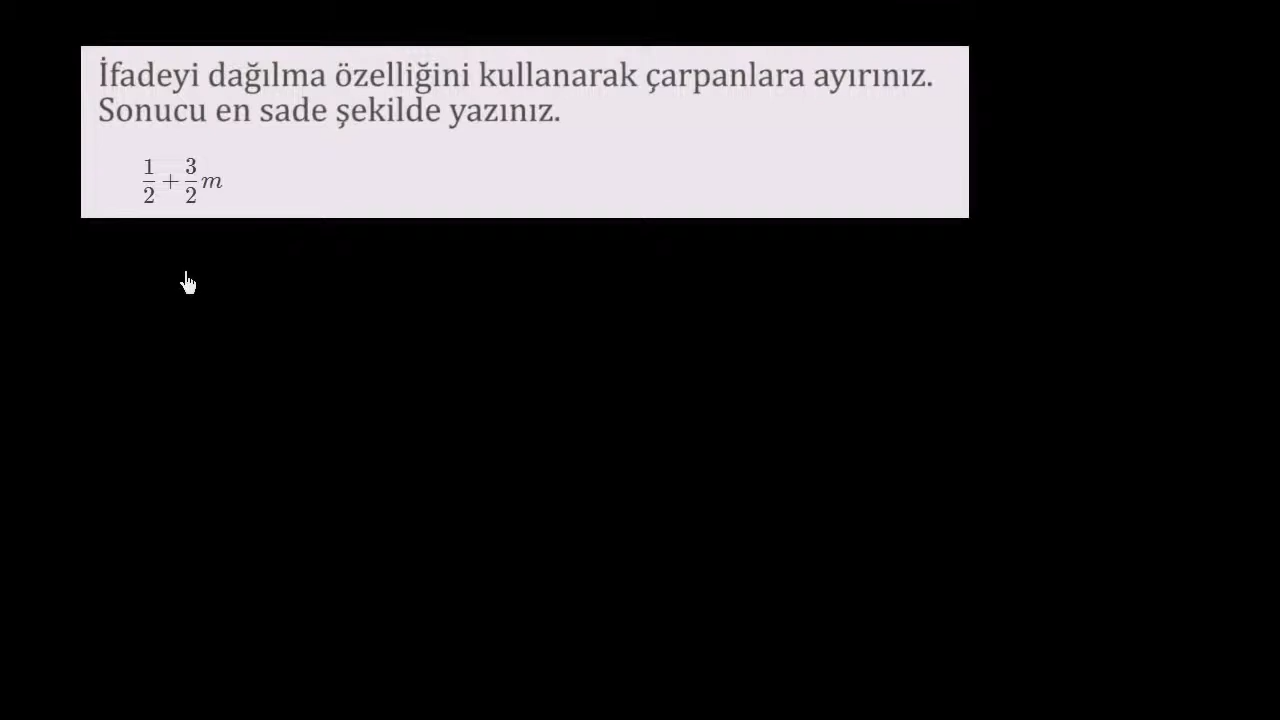 İfadeyi dağılma özelliğini kullanarak çarpanlara ayırınız.
Sonucu en sade şekilde yazınız.
1/2 + 3/2 m